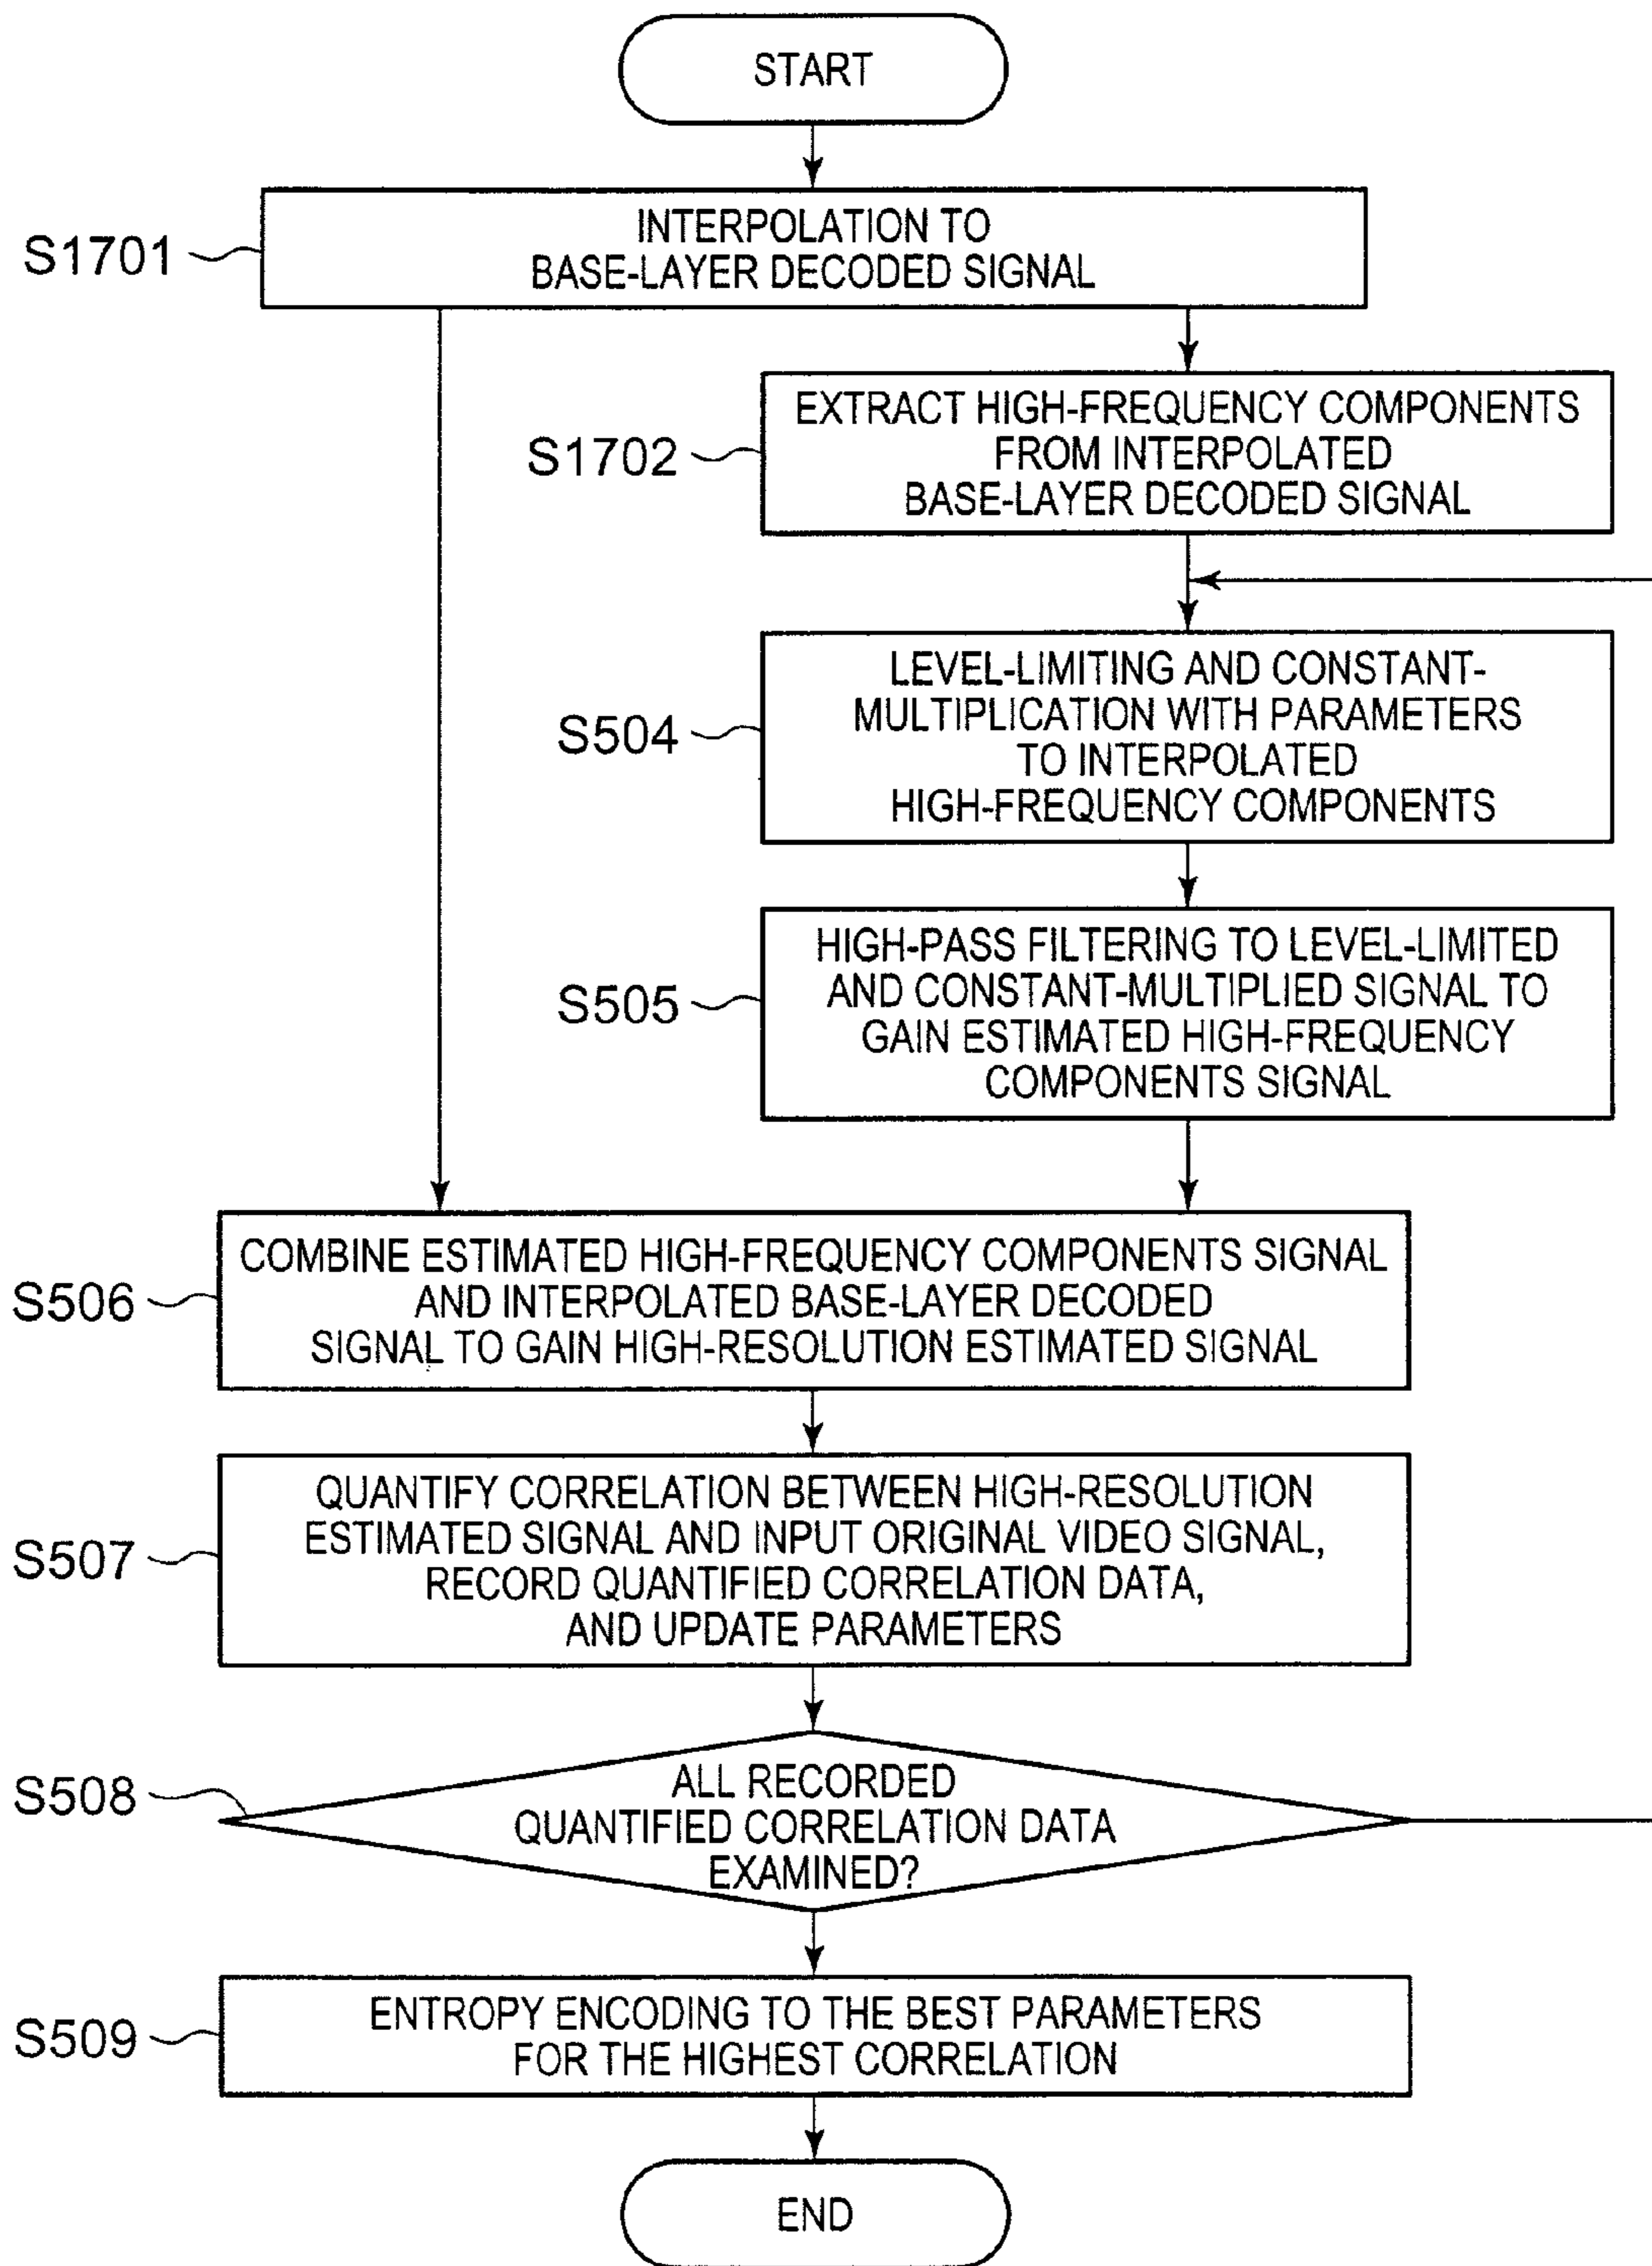 START
S1701
INTERPOLATION TO
BASE-LAYER DECODED SIGNAL
S1702
EXTRACT HIGH-FREQUENCY COMPONENTS
FROM INTERPOLATED
BASE-LAYER DECODED SIGNAL
S504
LEVEL-LIMITING AND CONSTANT-
MULTIPLICATION WITH PARAMETERS
TO INTERPOLATED
HIGH-FREQUENCY COMPONENTS
S505
HIGH-PASS FILTERING TO LEVEL-LIMITED
AND CONSTANT-MULTIPLIED SIGNAL TO
GAIN ESTIMATED HIGH-FREQUENCY
COMPONENTS SIGNAL
S506
COMBINE ESTIMATED HIGH-FREQUENCY COMPONENTS SIGNAL
AND INTERPOLATED BASE-LAYER DECODED
SIGNAL TO GAIN HIGH-RESOLUTION ESTIMATED SIGNAL
S507
QUANTIFY CORRELATION BETWEEN HIGH-RESOLUTION
ESTIMATED SIGNAL AND INPUT ORIGINAL VIDEO SIGNAL,
RECORD QUANTIFIED CORRELATION DATA,
AND UPDATE PARAMETERS
S508
ALL RECORDED
QUANTIFIED CORRELATION DATA
EXAMINED?
S509
ENTROPY ENCODING TO THE BEST PARAMETERS
FOR THE HIGHEST CORRELATION
END